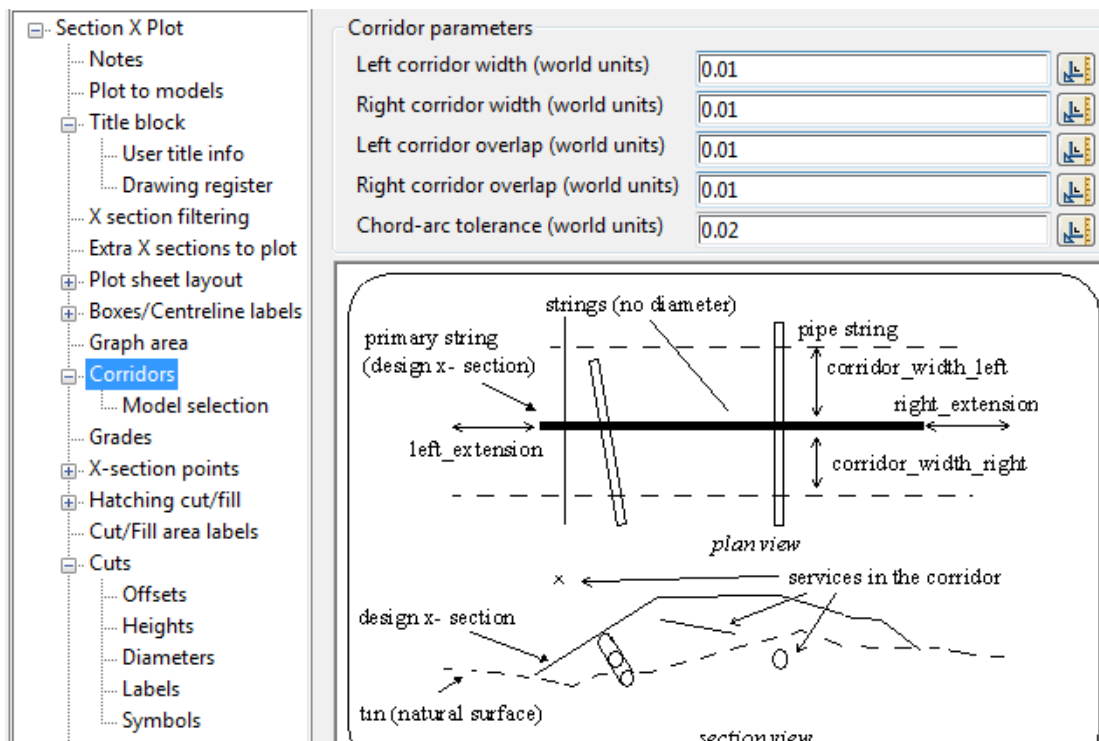 Section X Plot
Notes
Plot to models
Title block
User title info
Drawing register
X section filtering
Extra X sections to plot
Plot sheet layout
Boxes/Centreline labels
Graph area
Corridors
Model selection
Grades
X-section points
Hatching cut/fill
Cut/Fill area labels
Cuts
Offsets
Heights
Diameters
Labels
Symbols
Corridor parameters
Left corridor width (world units) 0.01
Right corridor width (world units) 0.01
Left corridor overlap (world units) 0.01
Right corridor overlap (world units) 0.01
Chord-arc tolerance (world units) 0.02
strings (no diameter)
primary string
(design x- section)
pipe string
corridor_width_left
right_extension
left_extension
corridor_width_right
plan view
services in the corridor
design x- section
tin (natural surface)
section view